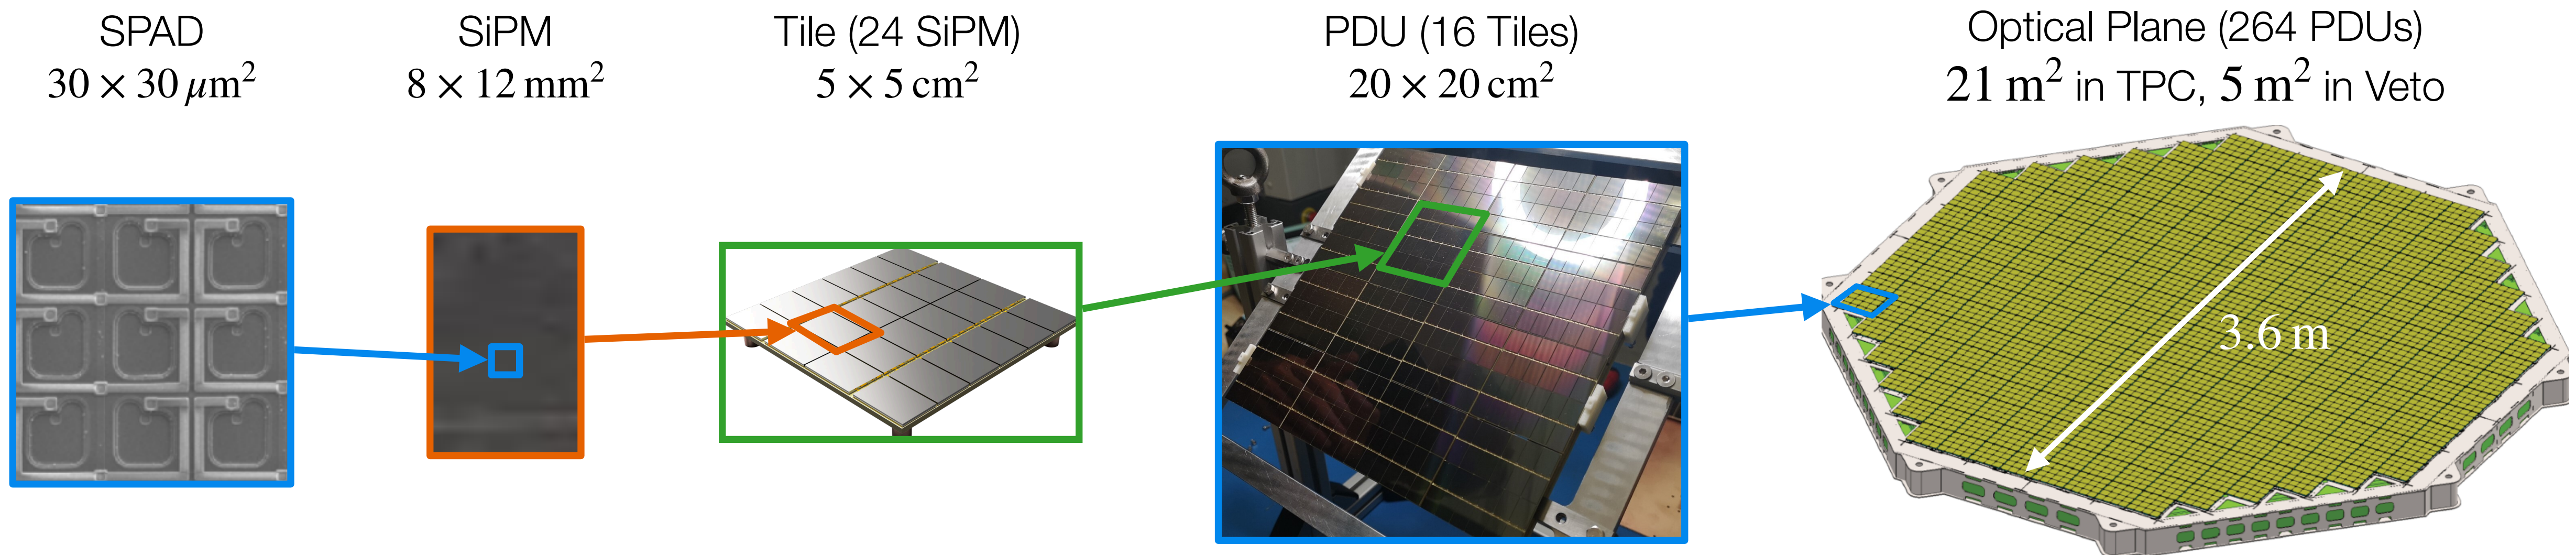 SPAD
30 × 30 μm²
SiPM
8 × 12 mm²
Tile (24 SiPM)
5 × 5 cm²
PDU (16 Tiles)
20 × 20 cm²
Optical Plane (264 PDUs)
21 m² in TPC, 5 m² in Veto
3.6 m